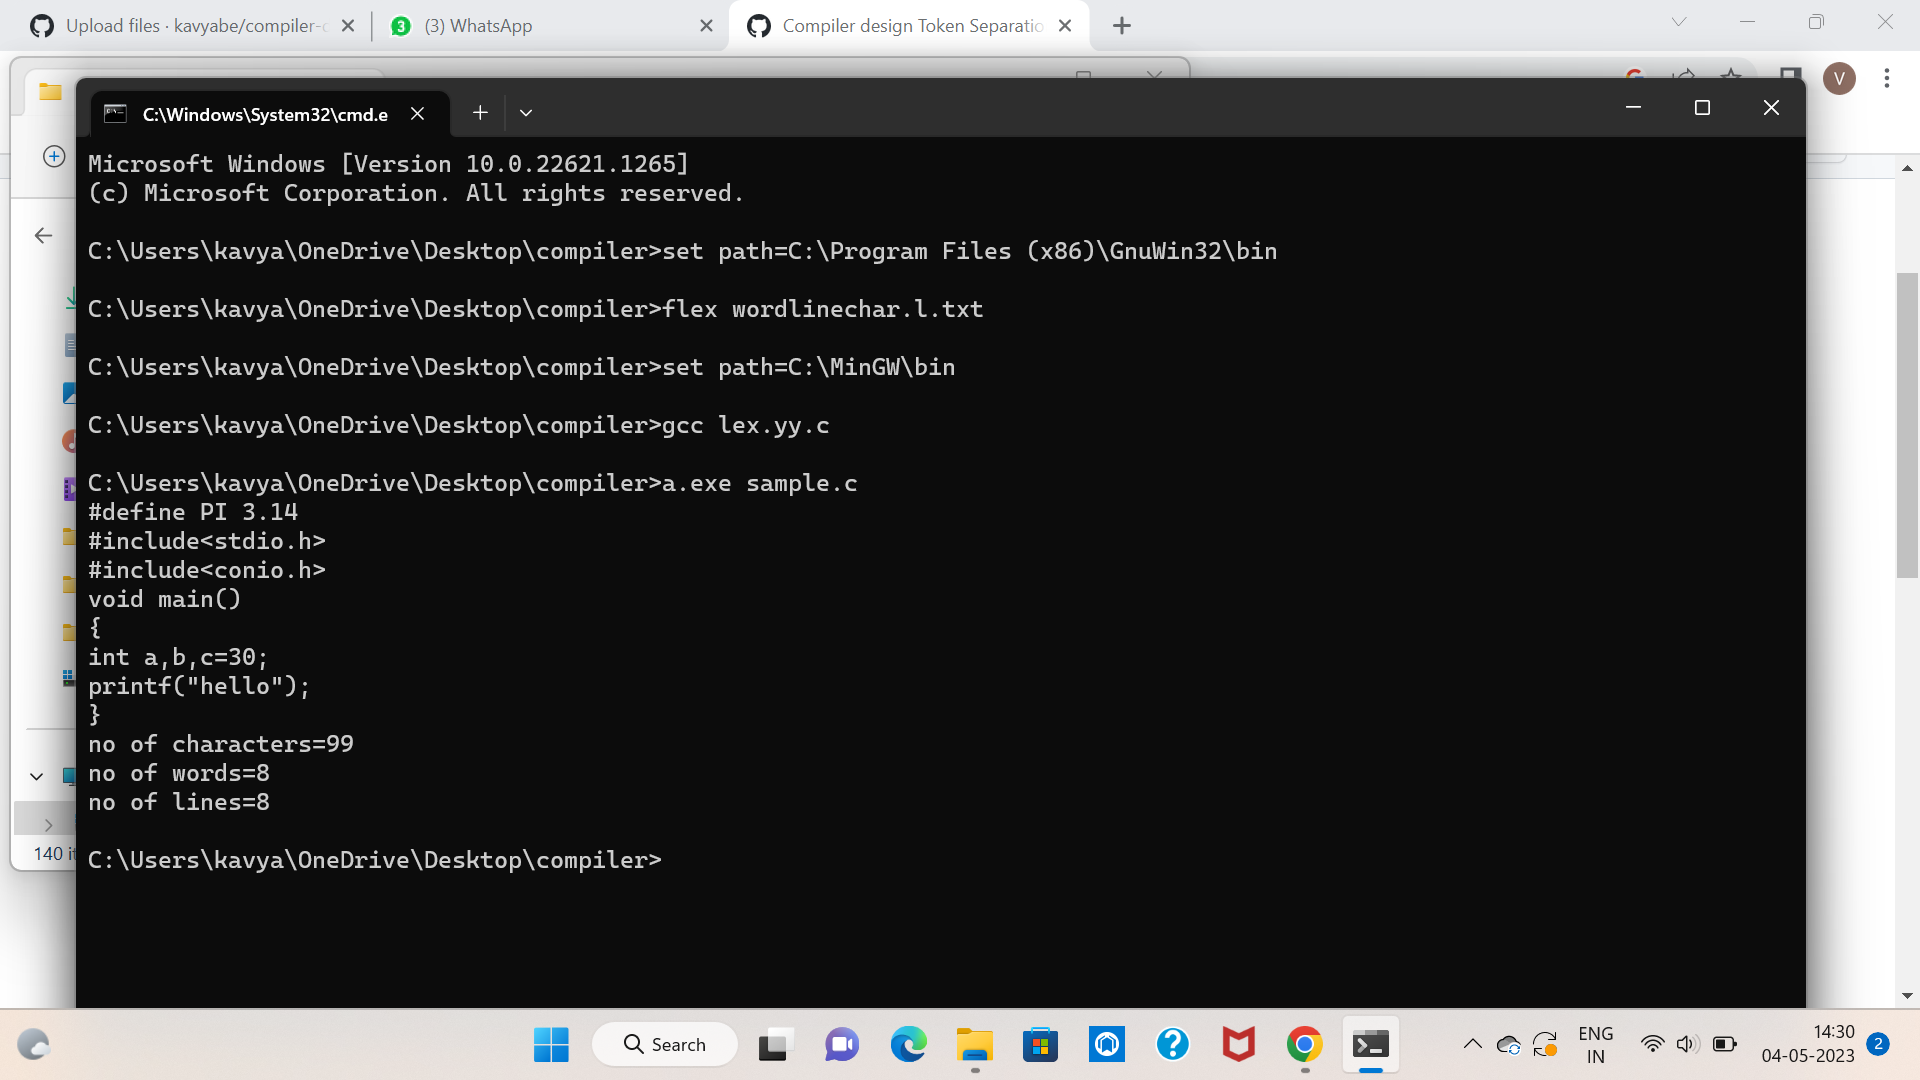 Upload files · kavyabe/compiler-c
(3) WhatsApp
Compiler design Token Separatio
V
C:\Windows\System32\cmd.e
Microsoft Windows [Version 10.0.22621.1265]
(c) Microsoft Corporation. All rights reserved.
C:\Users\kavya\OneDrive\Desktop\compiler>set path=C:\Program Files (x86)\GnuWin32\bin
C:\Users\kavya\OneDrive\Desktop\compiler>flex wordlinechar.l.txt
C:\Users\kavya\OneDrive\Desktop\compiler>set path=C:\MinGW\bin
C:\Users\kavya\OneDrive\Desktop\compiler>gcc lex.yy.c
C:\Users\kavya\OneDrive\Desktop\compiler>a.exe sample.c
#define PI 3.14
#include<stdio.h>
#include<conio.h>
void main()
{
int a,b,c=30;
printf("hello");
}
no of characters=99
no of words=8
no of lines=8
C:\Users\kavya\OneDrive\Desktop\compiler>
140 it
Search
ENG
IN
14:30
04-05-2023
2